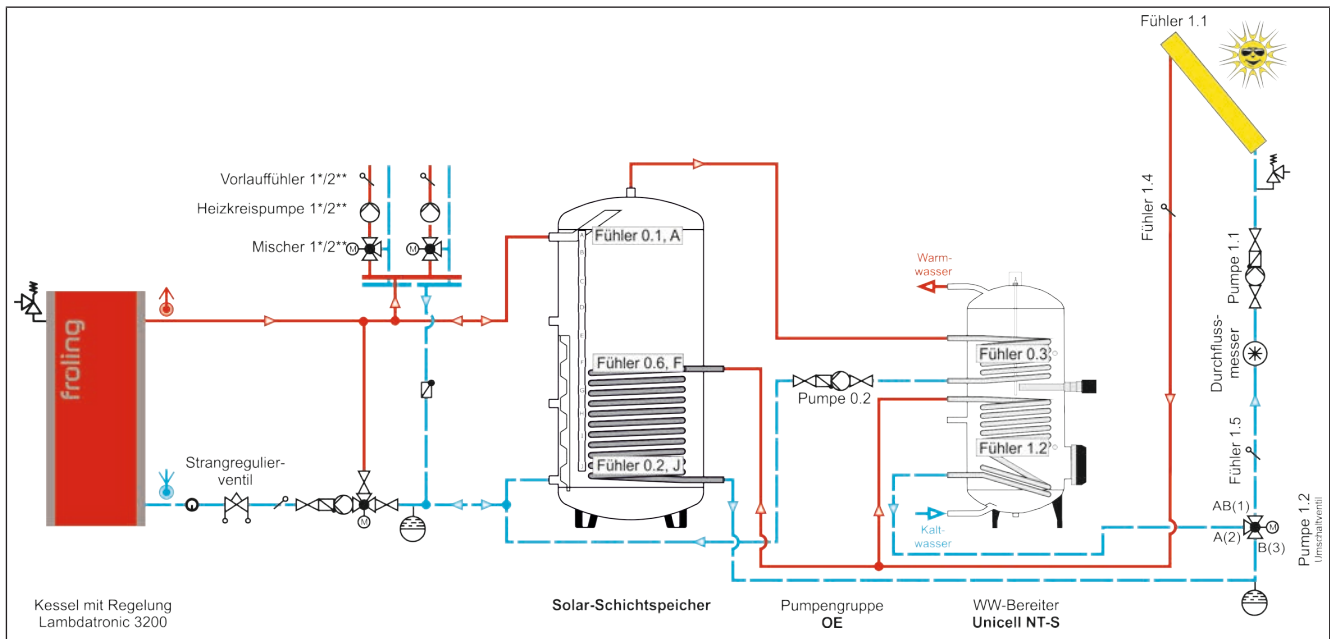 Fühler 1.1
Vorlauffühler 1*/2**
Heizkreispumpe 1*/2**
Mischer 1*/2**
M
M
Fühler 0.1, A
Fühler 1.4
Pumpe 1.1
Warm-
wasser
froling
Fühler 0.6, F
Fühler 0.3
Durchfluss-
messer
Pumpe 0.2
Fühler 1.2
Fühler 1.5
Strangregulier-
ventil
Fühler 0.2, J
M
Kalt-
wasser
AB(1)
A(2)
M
B(3)
Pumpe 1.2
Umschaltventil
Kessel mit Regelung
Lambdatronic 3200
Solar-Schichtspeicher
Pumpengruppe
OE
WW-Bereiter
Unicell NT-S